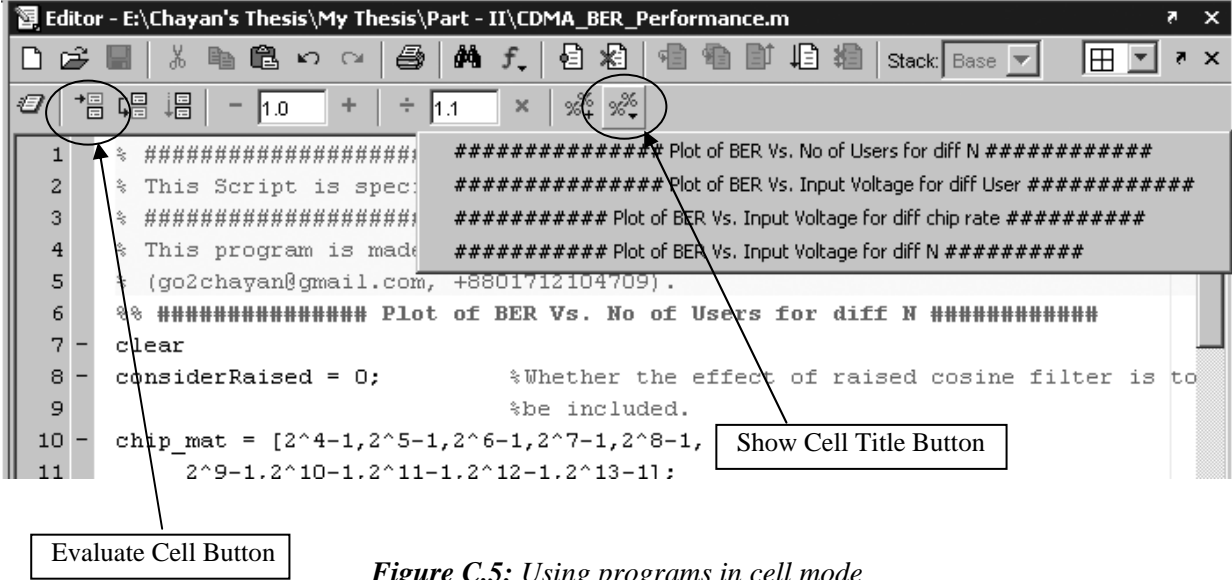 Editor - E:\Chayan's Thesis\My Thesis\Part - II\CDMA_BER_Performance.m
Stack: Base
- 1.0 + ÷ 1.1 ×
############### Plot of BER Vs. No of Users for diff N ############
############### Plot of BER Vs. Input Voltage for diff User ############
########### Plot of BER Vs. Input Voltage for diff chip rate ##########
########### Plot of BER Vs. Input Voltage for diff N ##########
1 % ####################
2 % This Script is speci
3 % ####################
4 % This program is made
5 % (go2chayan@gmail.com, +8801712104709).
6 %% ############### Plot of BER Vs. No of Users for diff N ############
7 - clear
8 - considerRaised = 0; %Whether the effect of raised cosine filter is to
9 %be included.
10 - chip_mat = [2^4-1,2^5-1,2^6-1,2^7-1,2^8-1,
11 2^9-1,2^10-1,2^11-1,2^12-1,2^13-1];
Show Cell Title Button
Evaluate Cell Button
Figure C.5: Using programs in cell mode